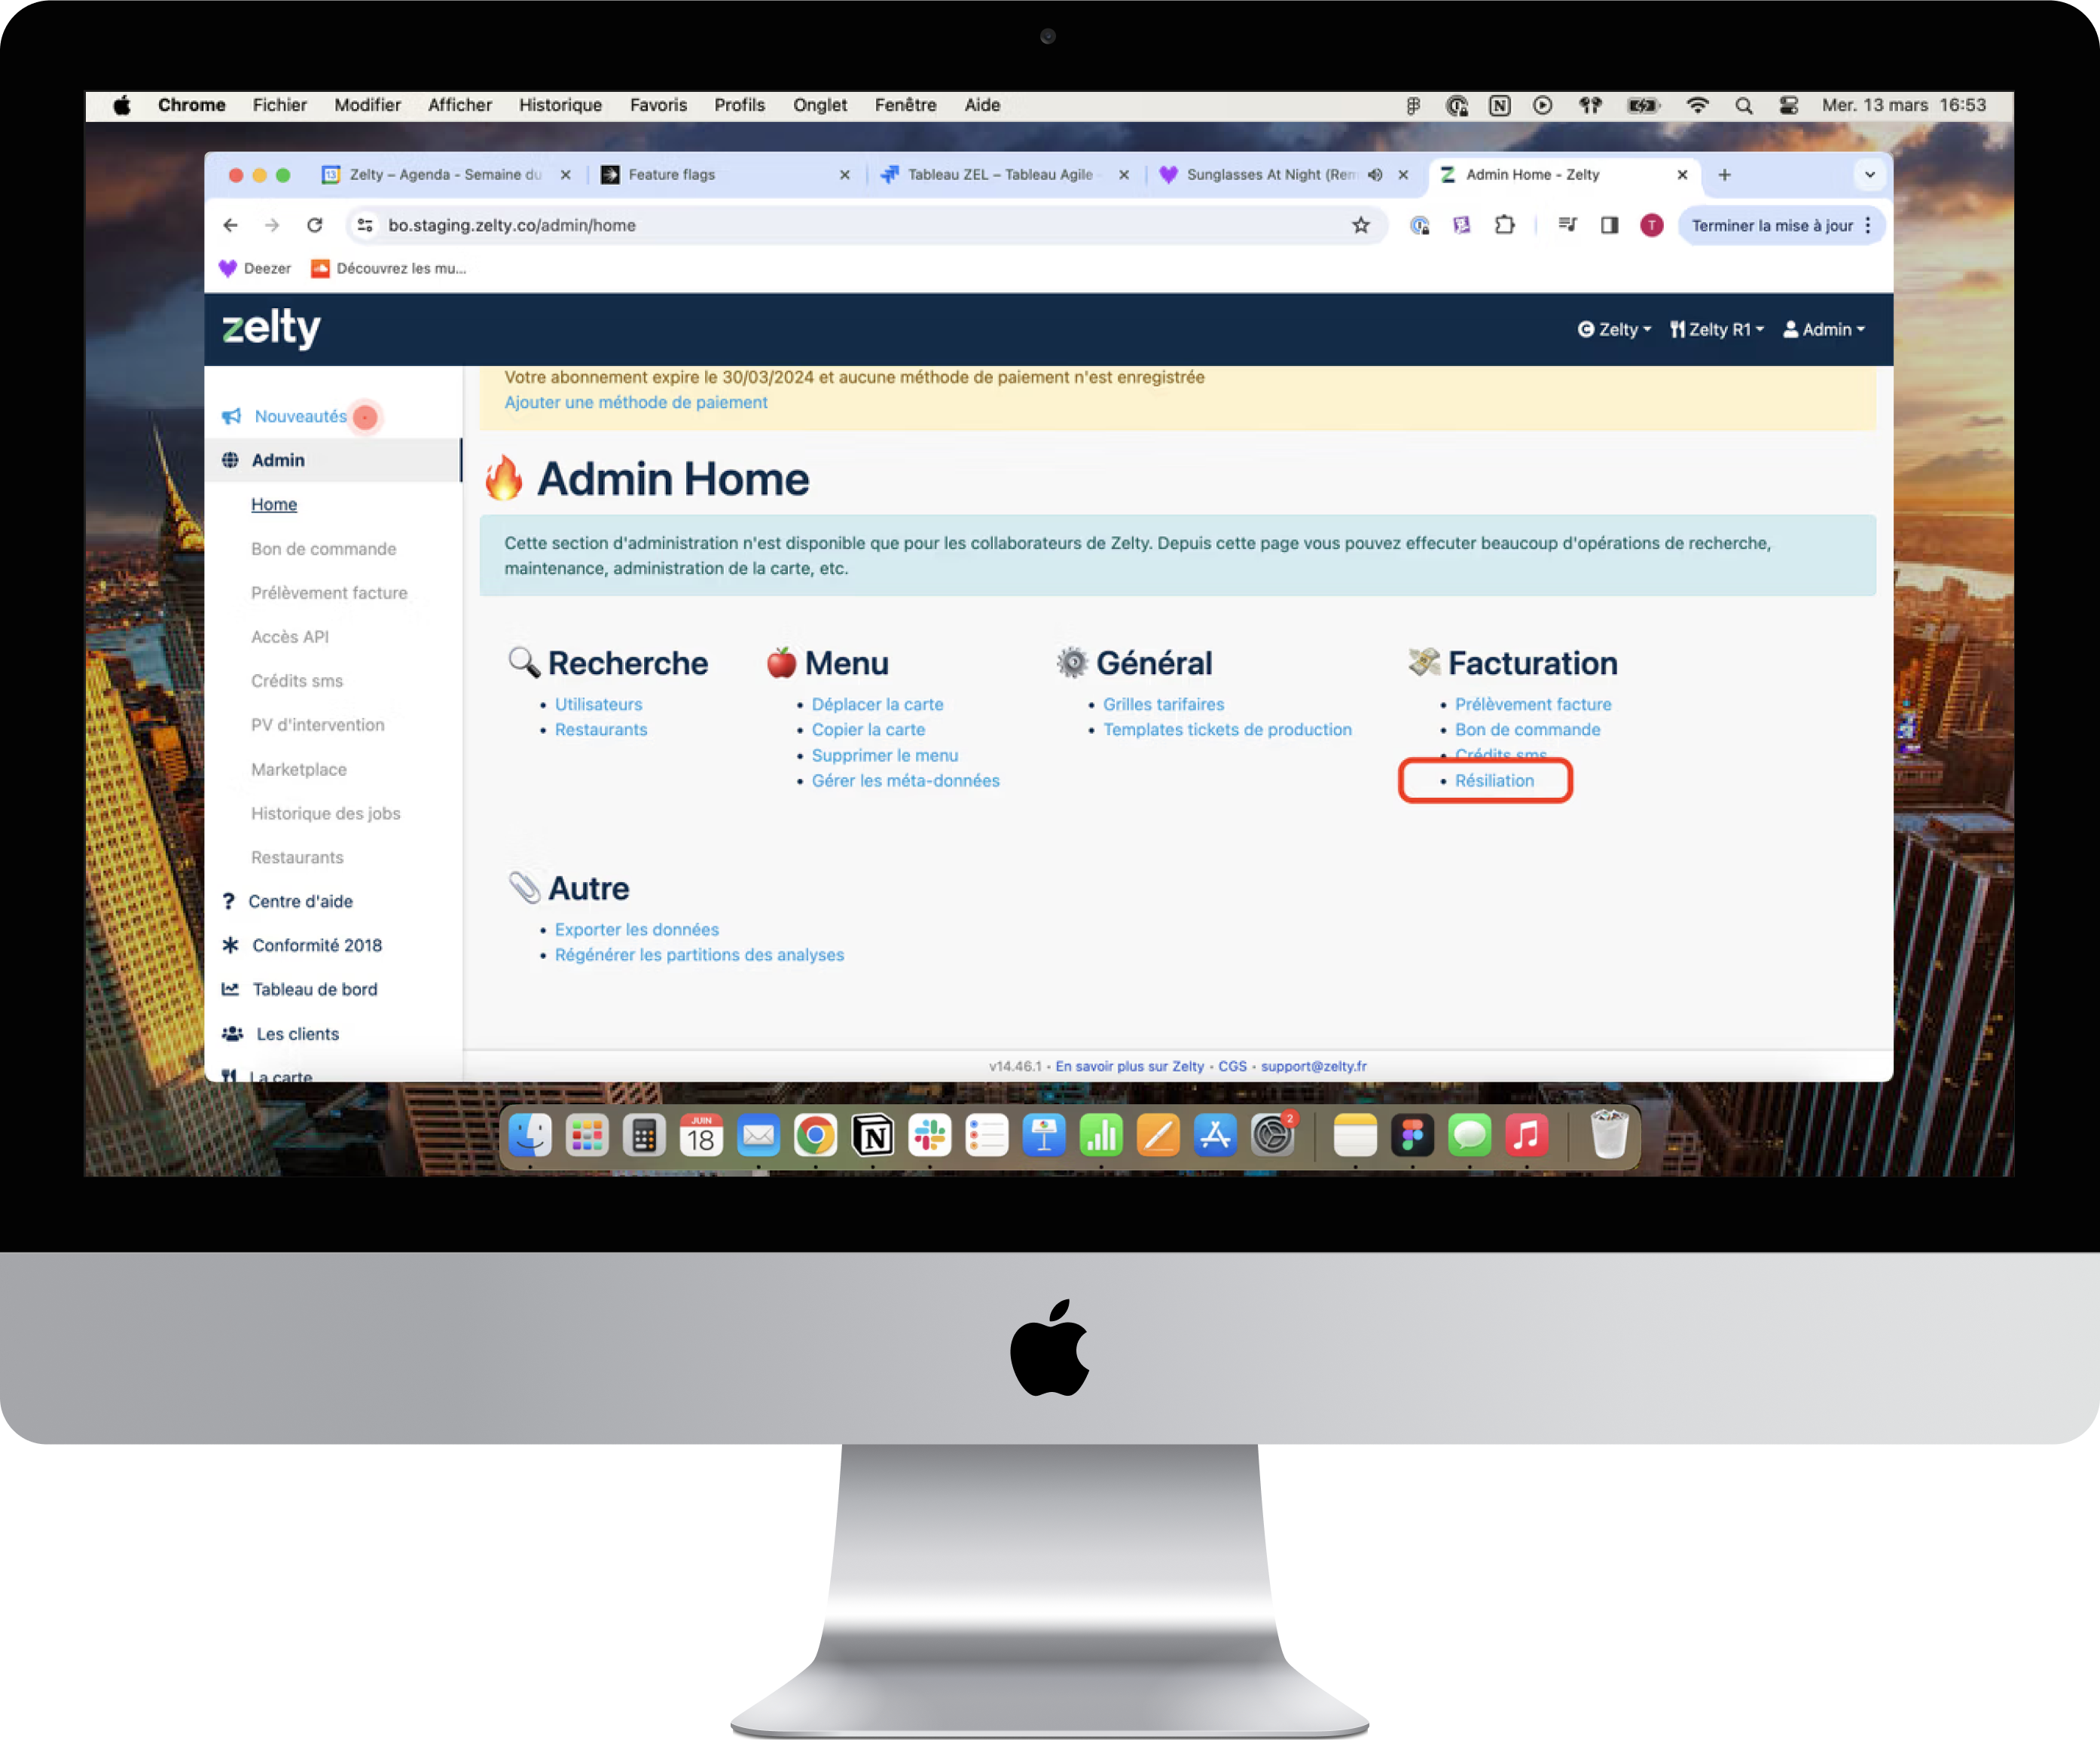 Chrome Fichier Modifier Afficher Historique Favoris Profils Onglet Fenêtre Aide Mer. 13 mars 16:53
Zelty – Agenda - Semaine du Feature flags Tableau ZEL – Tableau Agile Sunglasses At Night (Rem Admin Home - Zelty
bo.staging.zelty.co/admin/home T Terminer la mise à jour
Deezer Découvrez les mu...
zelty Zelty Zelty R1 Admin
Votre abonnement expire le 30/03/2024 et aucune méthode de paiement n'est enregistrée
Ajouter une méthode de paiement
Nouveautés
Admin
Home
Bon de commande
Prélèvement facture
Accès API
Crédits sms
PV d'intervention
Marketplace
Historique des jobs
Restaurants
Centre d'aide
Conformité 2018
Tableau de bord
Les clients
La carte
Admin Home
Cette section d'administration n'est disponible que pour les collaborateurs de Zelty. Depuis cette page vous pouvez effecuter beaucoup d'opérations de recherche,
maintenance, administration de la carte, etc.
Recherche
Utilisateurs
Restaurants
Menu
Déplacer la carte
Copier la carte
Supprimer le menu
Gérer les méta-données
Général
Grilles tarifaires
Templates tickets de production
Facturation
Prélèvement facture
Bon de commande
Crédits sms
Résiliation
Autre
Exporter les données
Régénérer les partitions des analyses
v14.46.1 • En savoir plus sur Zelty • CGS • support@zelty.fr
JUIN
18
2